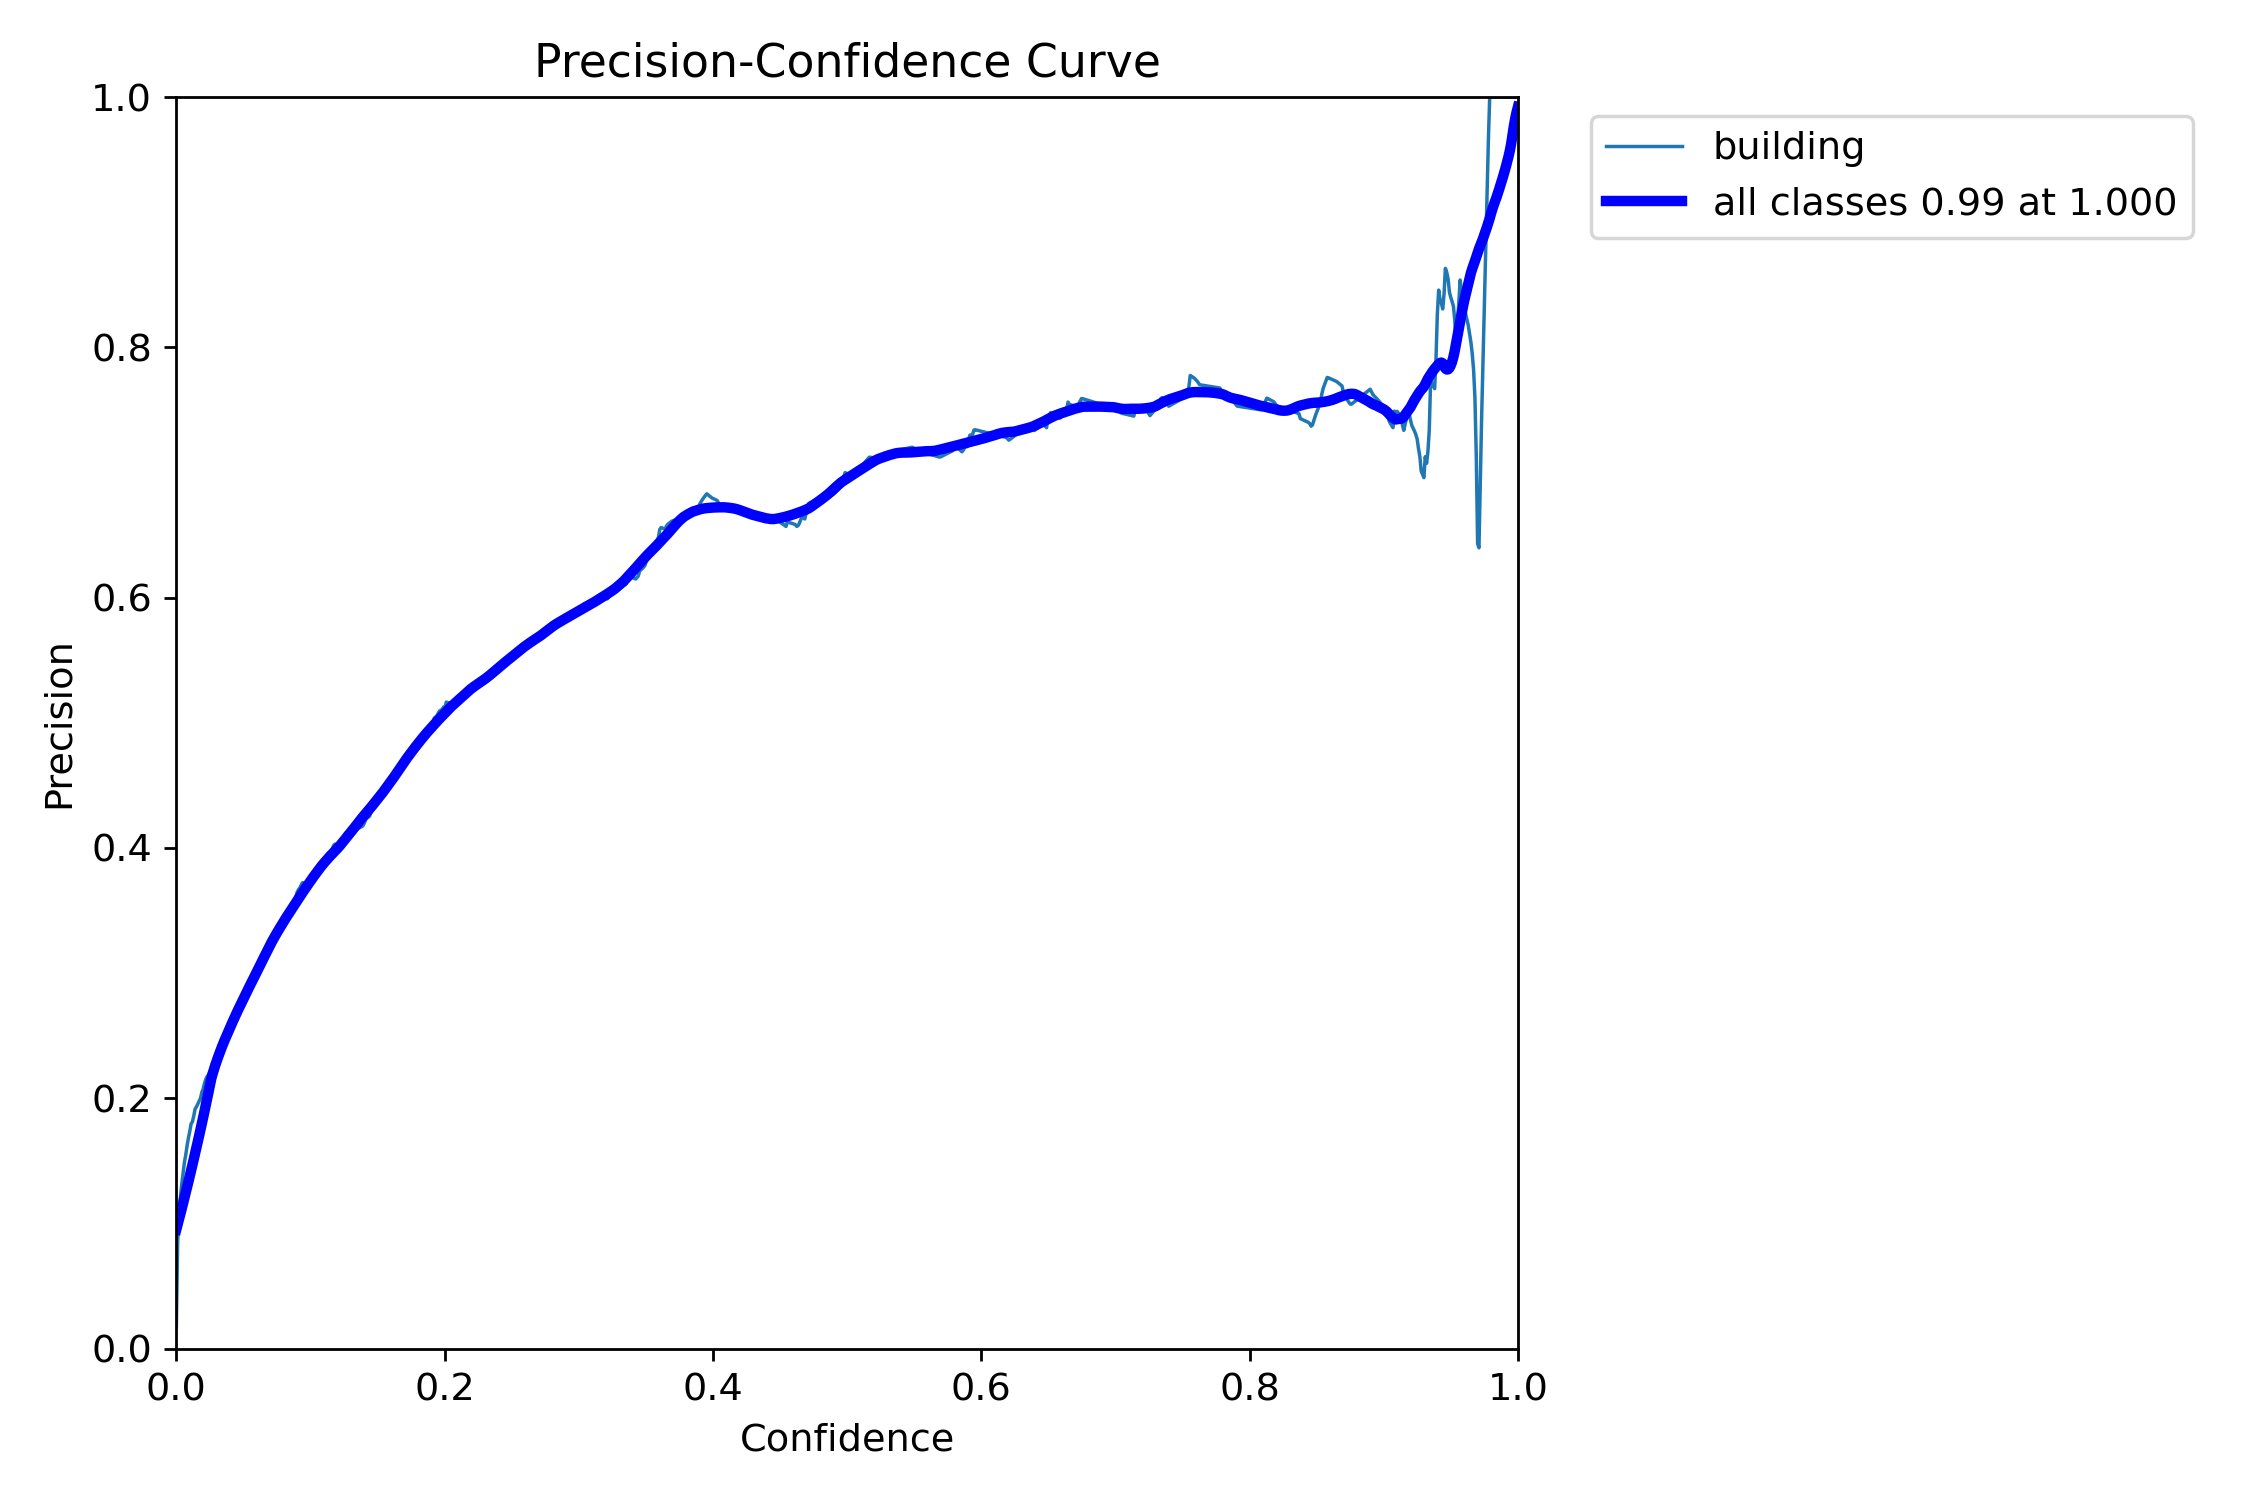 Precision-Confidence Curve
1.0
0.8
0.6
0.4
0.2
0.0
Precision
0.0 0.2 0.4 0.6 0.8 1.0
Confidence
building
all classes 0.99 at 1.000